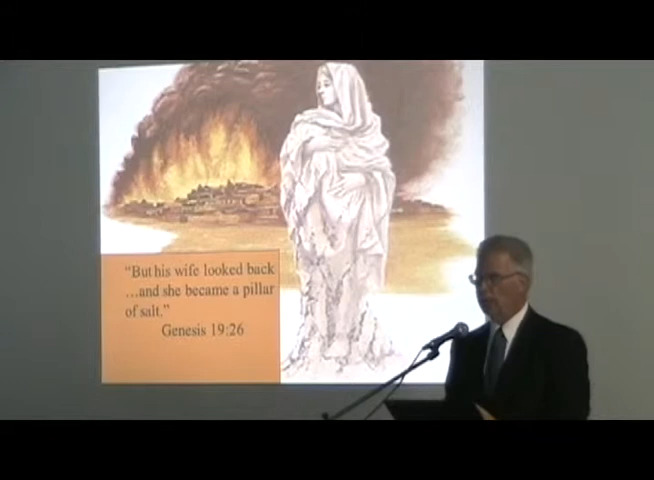 “But his wife looked back
…and she became a pillar
of salt.”
Genesis 19:26